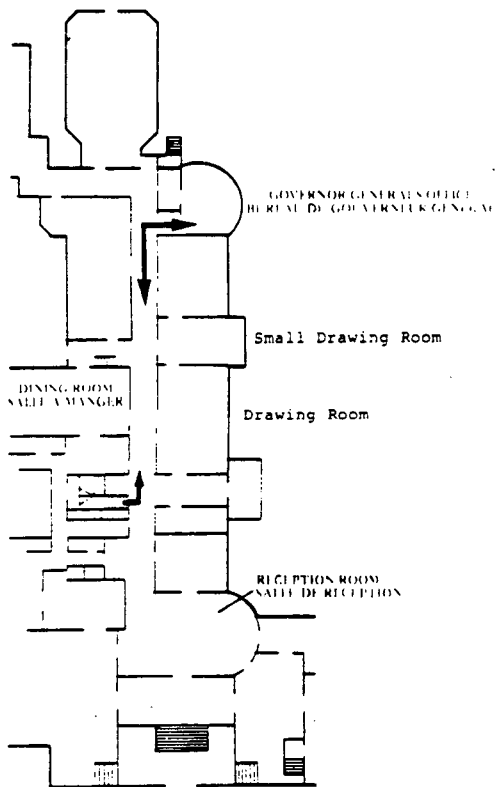 GOVERNOR GENERAL'S OFFICE
BUREAU DU GOUVERNEUR
Small Drawing Room
DINING ROOM
SALLE A MANGER
Drawing Room
RECEPTION ROOM
SALLE DE RECEPTION